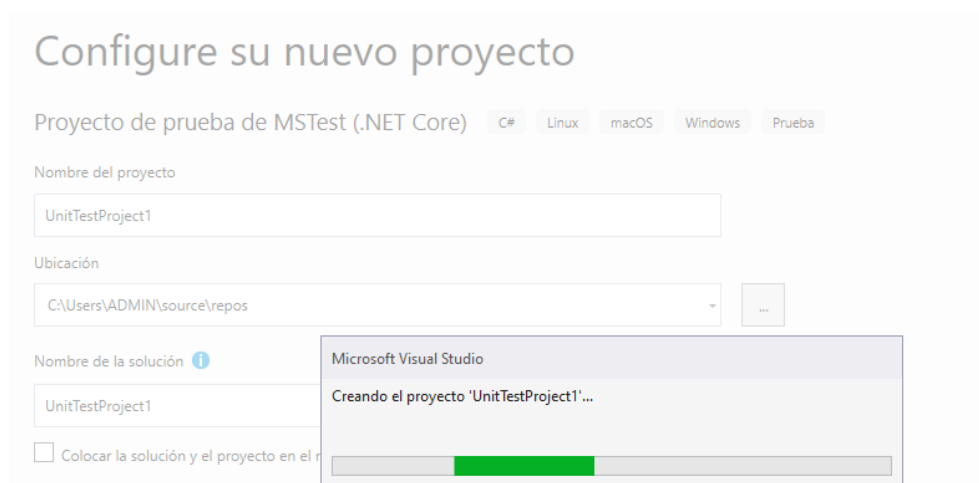 Configure su nuevo proyecto
Proyecto de prueba de MSTest (.NET Core) C# Linux macOS Windows Prueba
Nombre del proyecto
UnitTestProject1
Ubicación
C:\Users\ADMIN\source\repos
...
Nombre de la solución
Microsoft Visual Studio
UnitTestProject1
Creando el proyecto 'UnitTestProject1'...
Colocar la solución y el proyecto en el